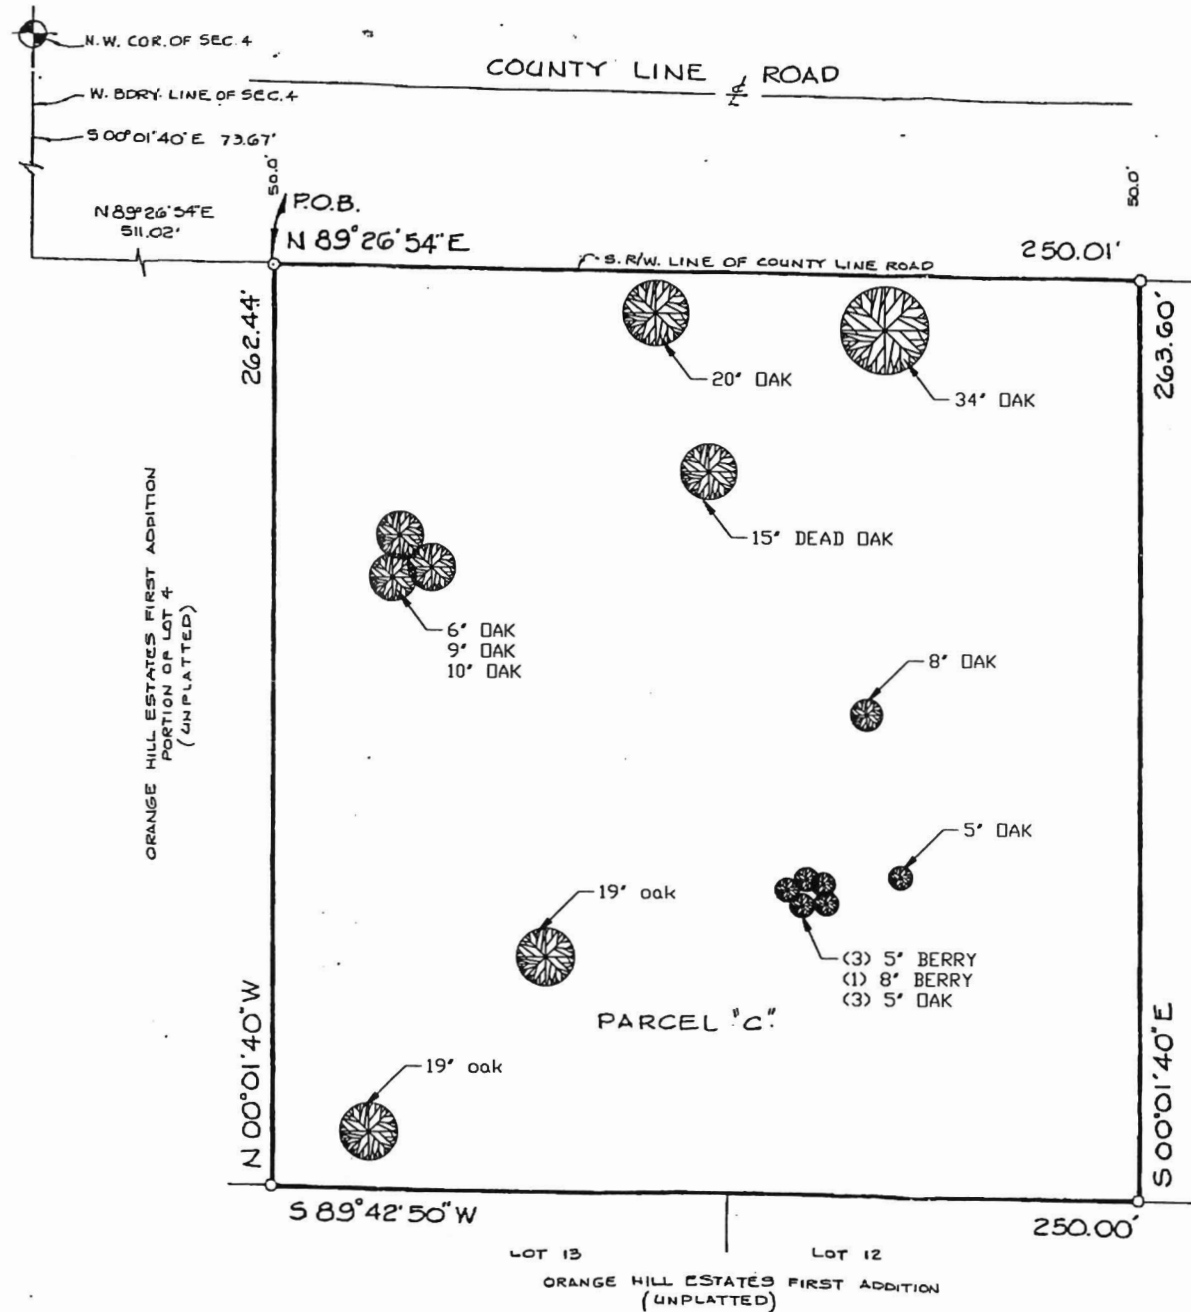 N.W. COR. OF SEC. 4
COUNTY LINE ROAD
W. BDRY. LINE OF SEC. 4
S 00°01'40" E 73.67'
50.0'
50.0'
P.O.B.
N 89°26'54" E
511.02'
N 89°26'54" E
250.01'
S. R/W. LINE OF COUNTY LINE ROAD
262.44'
263.60'
20" OAK
34" OAK
15" DEAD OAK
ORANGE HILL ESTATES FIRST ADDITION
PORTION OF LOT 4
(UNPLATTED)
6" OAK
9" OAK
10" OAK
8" OAK
5" OAK
19" oak
(3) 5" BERRY
(1) 8" BERRY
(3) 5" OAK
PARCEL "C"
N 00°01'40" W
S 00°01'40" E
19" oak
S 89°42'50" W
250.00'
LOT 13
LOT 12
ORANGE HILL ESTATES FIRST ADDITION
(UNPLATTED)